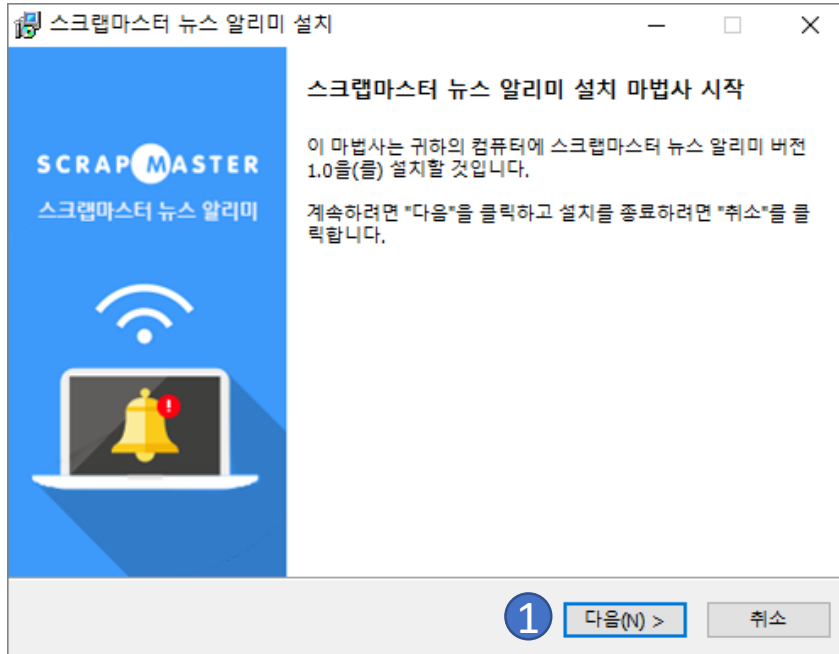 스크랩마스터 뉴스 알리미 설치
스크랩마스터 뉴스 알리미 설치 마법사 시작
이 마법사는 귀하의 컴퓨터에 스크랩마스터 뉴스 알리미 버전
1.0을(를) 설치할 것입니다.
계속하려면 "다음"을 클릭하고 설치를 종료하려면 "취소"를 클
릭합니다.
SCRAP MASTER
스크랩마스터 뉴스 알리미
!
1
다음(N) >
취소